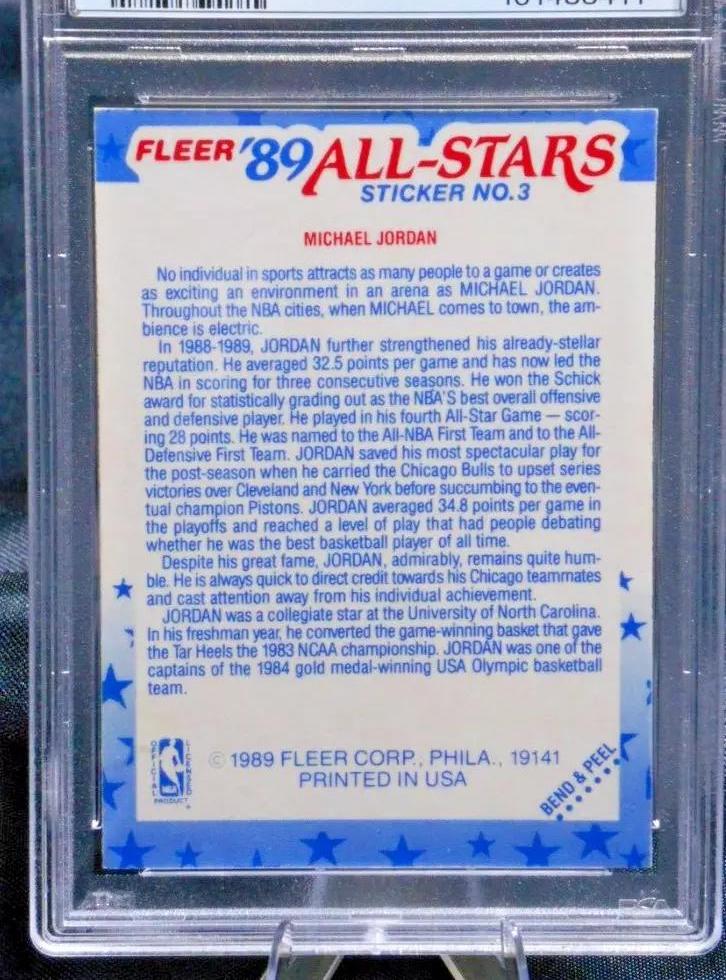 FLEER '89 ALL-STARS
STICKER NO.3
MICHAEL JORDAN
No individual in sports attracts as many people to a game or creates
as exciting an environment in an arena as MICHAEL JORDAN.
Throughout the NBA cities, when MICHAEL comes to town, the am-
bience is electric.
In 1988-1989, JORDAN further strengthened his already-stellar
reputation. He averaged 32.5 points per game and has now led the
NBA in scoring for three consecutive seasons. He won the Schick
award for statistically grading out as the NBA'S best overall offensive
and defensive player. He played in his fourth All-Star Game — scor-
ing 28 points. He was named to the All-NBA First Team and to the All-
Defensive First Team. JORDAN saved his most spectacular play for
the post-season when he carried the Chicago Bulls to upset series
victories over Cleveland and New York before succumbing to the even-
tual champion Pistons. JORDAN averaged 34.8 points per game in
the playoffs and reached a level of play that had people debating
whether he was the best basketball player of all time.
Despite his great fame, JORDAN, admirably, remains quite hum-
ble. He is always quick to direct credit towards his Chicago teammates
and cast attention away from his individual achievement.
JORDAN was a collegiate star at the University of North Carolina.
In his freshman year, he converted the game-winning basket that gave
the Tar Heels the 1983 NCAA championship. JORDAN was one of the
captains of the 1984 gold medal-winning USA Olympic basketball
team.
OFFICIAL
NBA
LICENSED
PRODUCT
© 1989 FLEER CORP., PHILA., 19141
PRINTED IN USA
BEND & PEEL